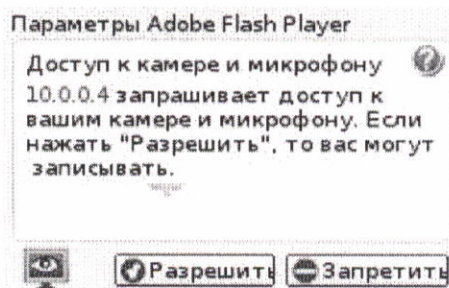 Параметры Adobe Flash Player
Доступ к камере и микрофону
10.0.0.4 запрашивает доступ к
вашим камере и микрофону. Если
нажать "Разрешить", то вас могут
записывать.
Разрешить Запретить